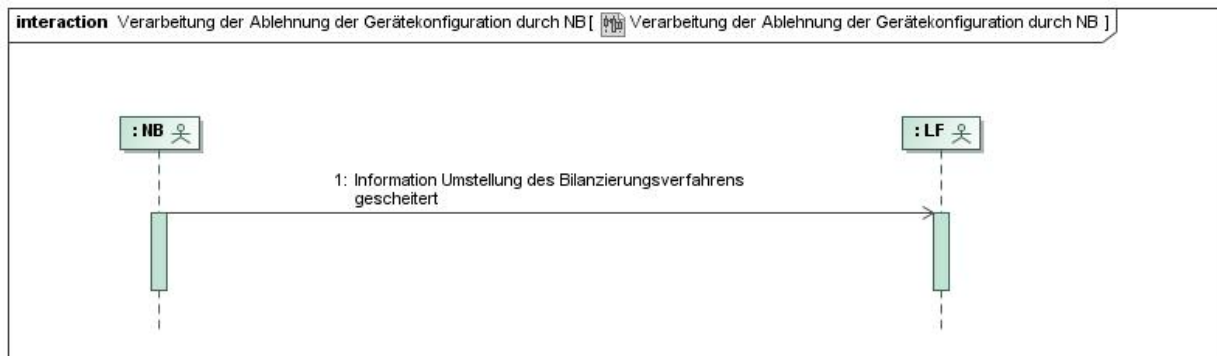 interaction Verarbeitung der Ablehnung der Gerätekonfiguration durch NB [ Verarbeitung der Ablehnung der Gerätekonfiguration durch NB ]
: NB
: LF
1: Information Umstellung des Bilanzierungsverfahrens
gescheitert